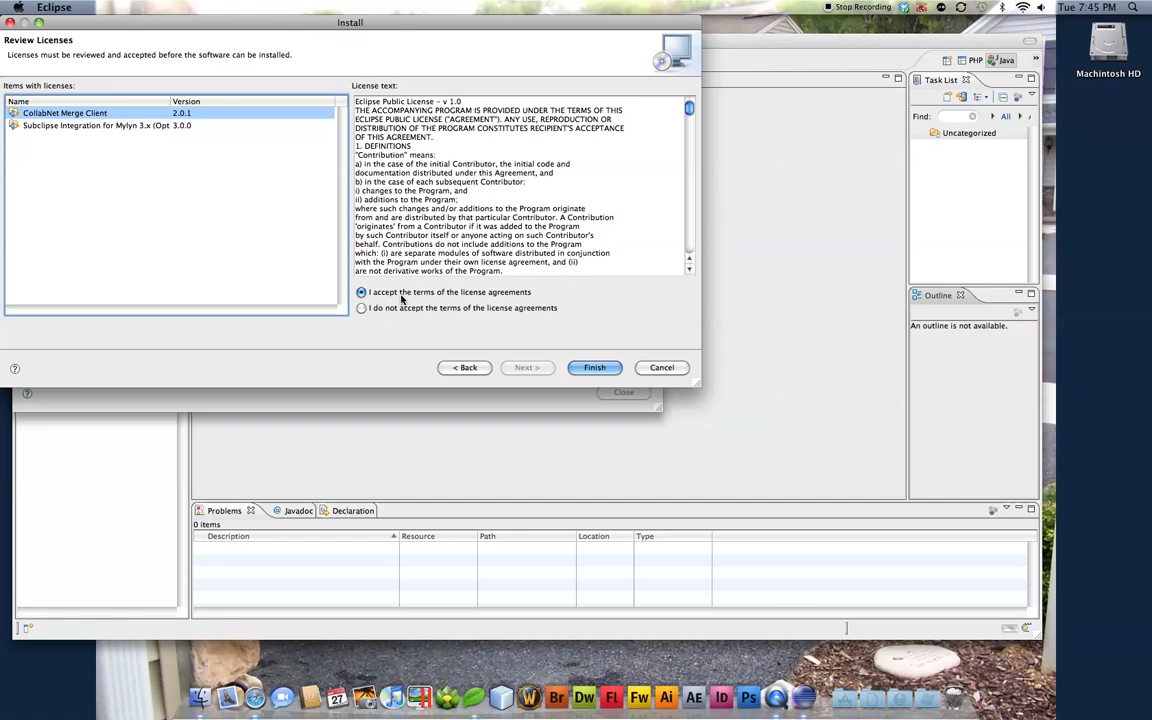 Eclipse
Stop Recording
Tue 7:45 PM
Install
Review Licenses
Licenses must be reviewed and accepted before the software can be installed.
Items with licenses:
Name Version
CollabNet Merge Client 2.0.1
Subclipse Integration for Mylyn 3.x (Opt 3.0.0
License text:
Eclipse Public License - v 1.0
THE ACCOMPANYING PROGRAM IS PROVIDED UNDER THE TERMS OF THIS
ECLIPSE PUBLIC LICENSE ("AGREEMENT"). ANY USE, REPRODUCTION OR
DISTRIBUTION OF THE PROGRAM CONSTITUTES RECIPIENT'S ACCEPTANCE
OF THIS AGREEMENT.
1. DEFINITIONS
"Contribution" means:
a) in the case of the initial Contributor, the initial code and
documentation distributed under this Agreement, and
b) in the case of each subsequent Contributor:
i) changes to the Program, and
ii) additions to the Program;
where such changes and/or additions to the Program originate
from and are distributed by that particular Contributor. A Contribution
'originates' from a Contributor if it was added to the Program
by such Contributor itself or anyone acting on such Contributor's
behalf. Contributions do not include additions to the Program
which: (i) are separate modules of software distributed in conjunction
with the Program under their own license agreement, and (ii)
are not derivative works of the Program.
I accept the terms of the license agreements
I do not accept the terms of the license agreements
< Back
Next >
Finish
Cancel
Close
PHP
Java
Task List
Find:
All
Uncategorized
Outline
An outline is not available.
Machintosh HD
Problems
Javadoc
Declaration
0 items
Description Resource Path Location Type
27
W
Br
Dw
Fl
Fw
Ai
AE
Id
Ps